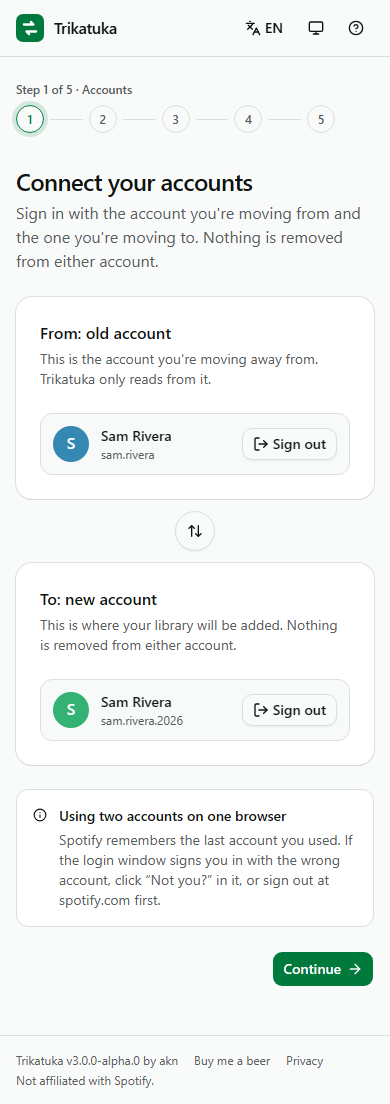 Trikatuka
EN
Step 1 of 5 · Accounts
1 2 3 4 5
Connect your accounts
Sign in with the account you're moving from and
the one you're moving to. Nothing is removed
from either account.
From: old account
This is the account you're moving away from.
Trikatuka only reads from it.
S
Sam Rivera
sam.rivera
Sign out
To: new account
This is where your library will be added. Nothing
is removed from either account.
S
Sam Rivera
sam.rivera.2026
Sign out
Using two accounts on one browser
Spotify remembers the last account you used. If
the login window signs you in with the wrong
account, click “Not you?” in it, or sign out at
spotify.com first.
Continue
Trikatuka v3.0.0-alpha.0 by akn Buy me a beer Privacy
Not affiliated with Spotify.